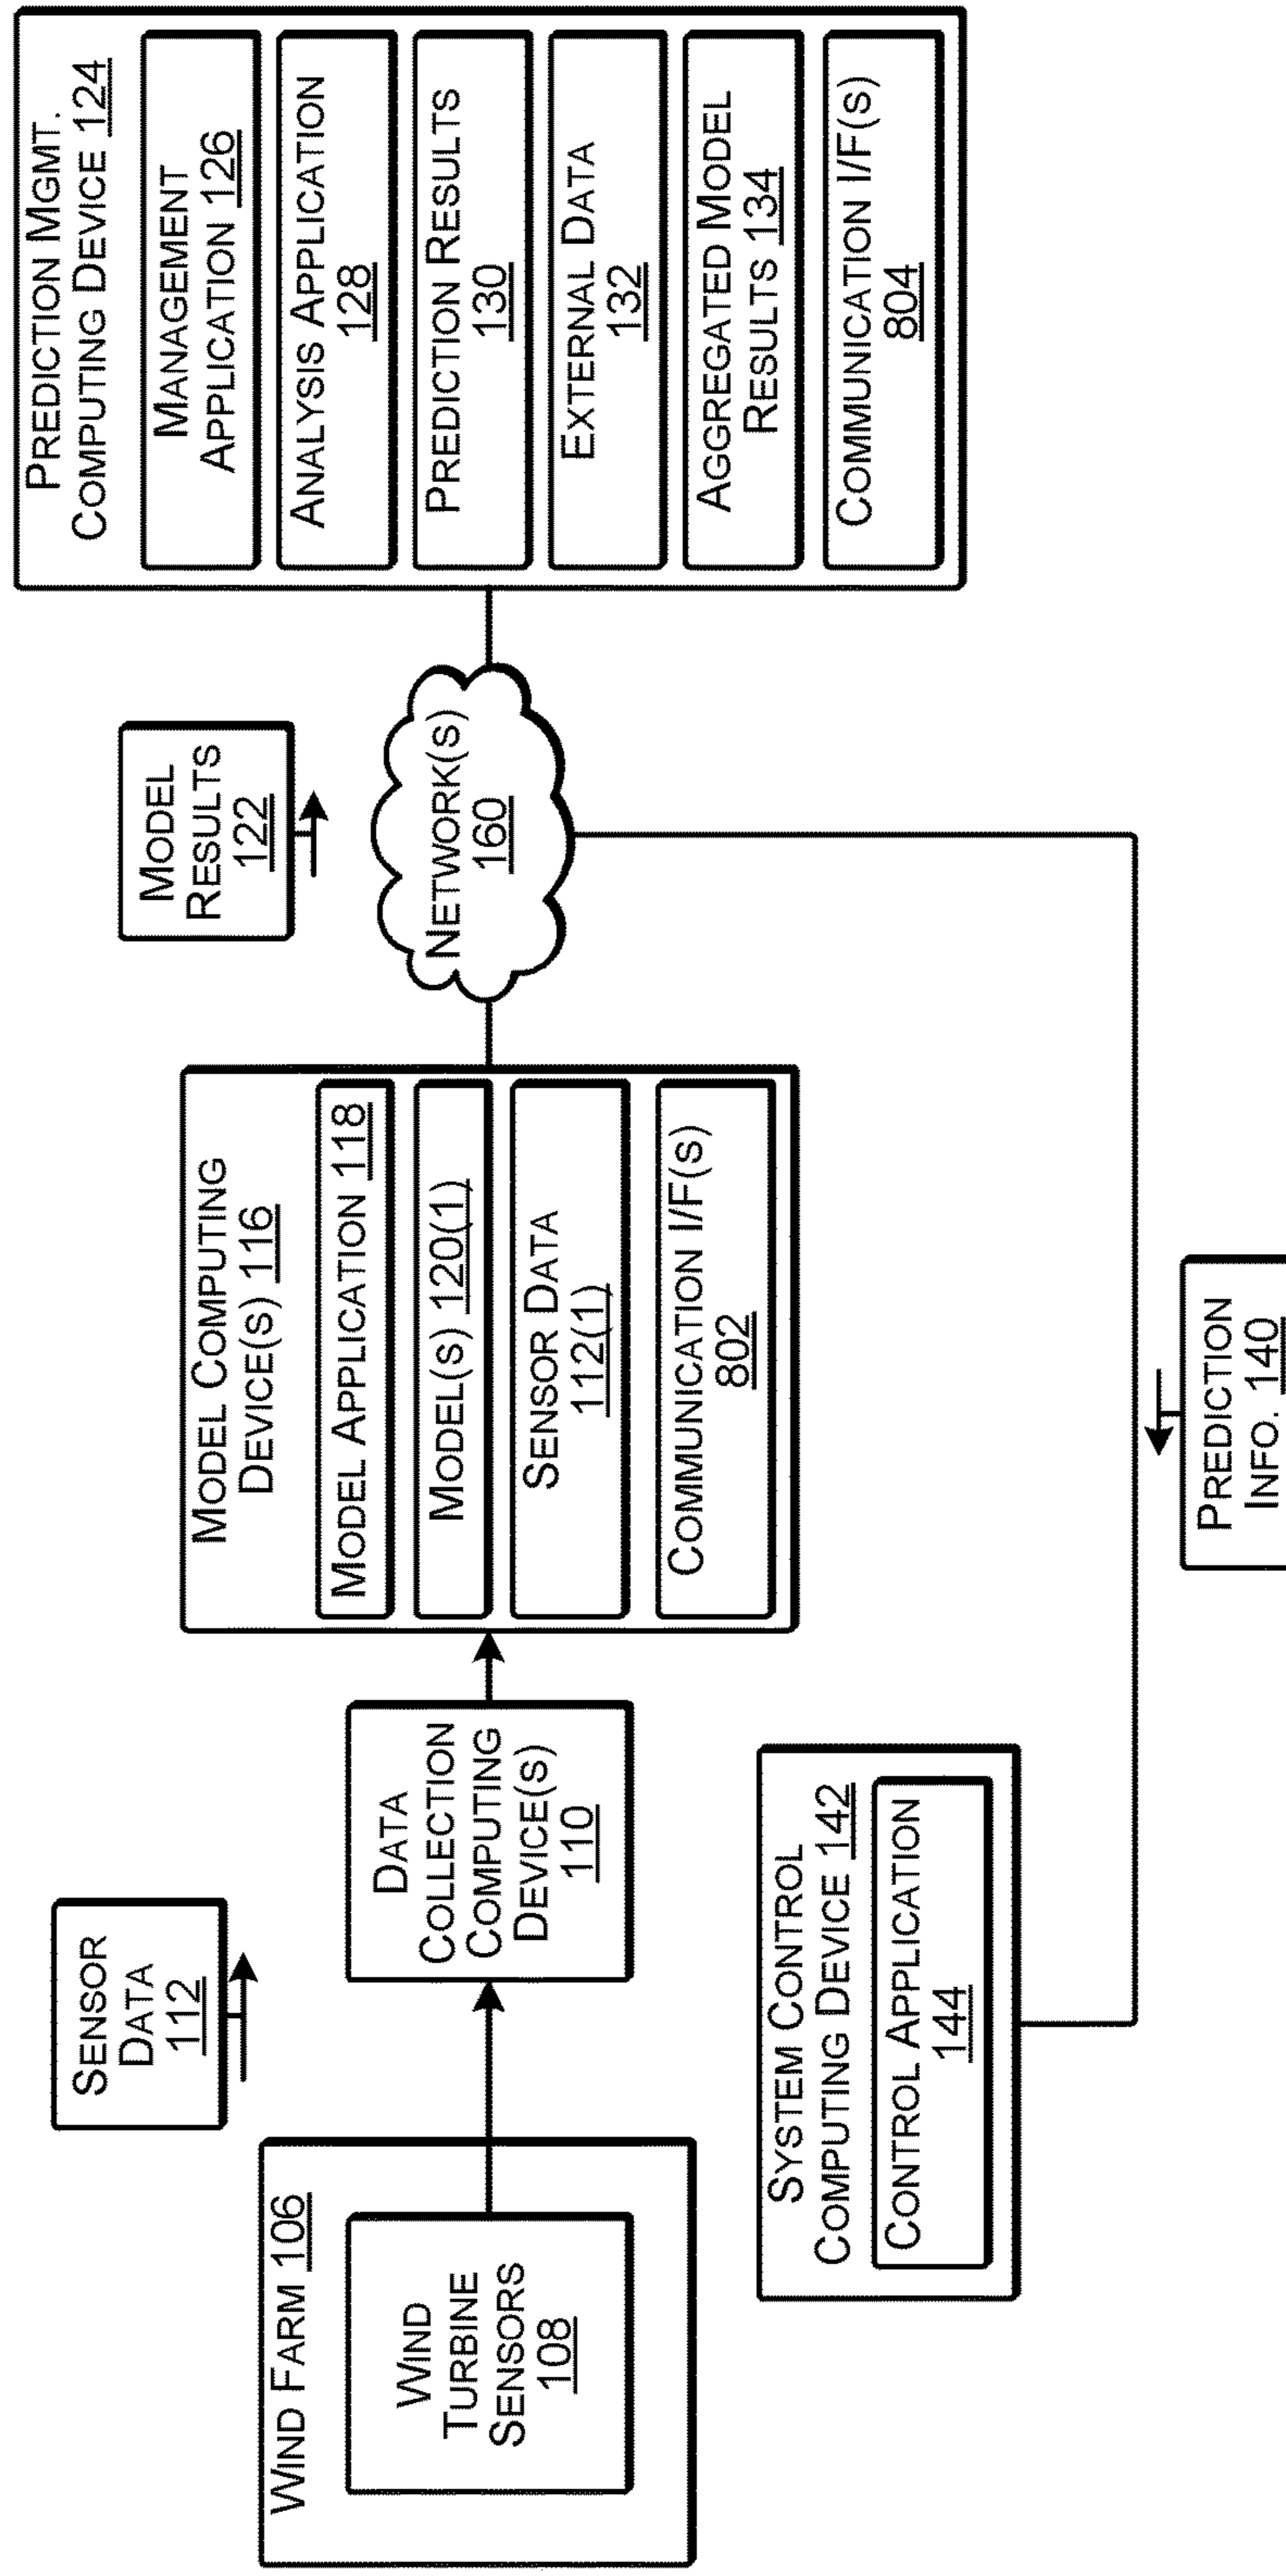 SENSOR
DATA
112
WIND FARM 106
WIND
TURBINE
SENSORS
108
DATA
COLLECTION
COMPUTING
DEVICE(S)
110
MODEL COMPUTING
DEVICE(S) 116
MODEL APPLICATION 118
MODEL(S) 120(1)
SENSOR DATA
112(1)
COMMUNICATION I/F(S)
802
MODEL
RESULTS
122
NETWORK(S)
160
PREDICTION MGMT.
COMPUTING DEVICE 124
MANAGEMENT
APPLICATION 126
ANALYSIS APPLICATION
128
PREDICTION RESULTS
130
EXTERNAL DATA
132
AGGREGATED MODEL
RESULTS 134
COMMUNICATION I/F(S)
804
SYSTEM CONTROL
COMPUTING DEVICE 142
CONTROL APPLICATION
144
PREDICTION
INFO. 140